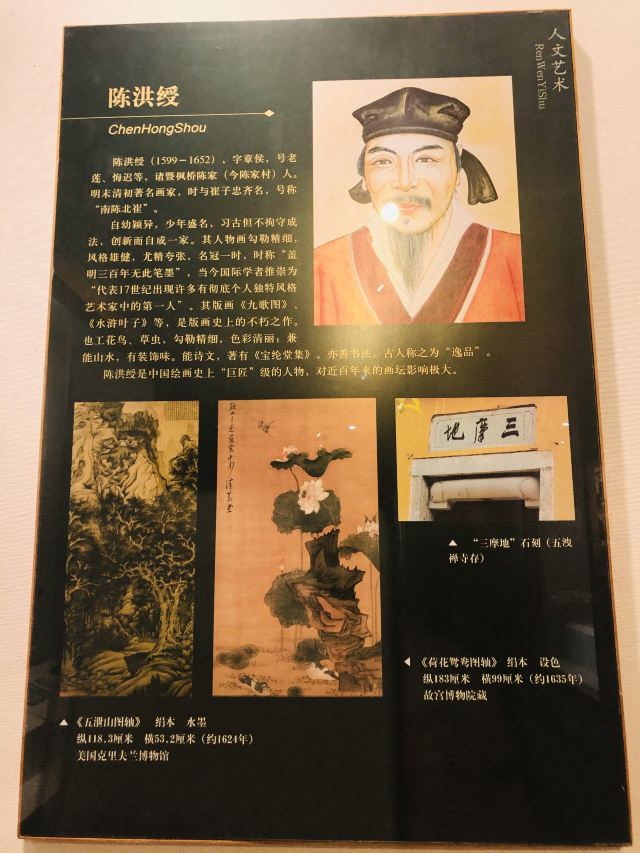 人文艺术
RenWenYiShu
陈洪绶
ChenHongShou
陈洪绶（1599－1652），字章侯，号老
莲、悔迟等，诸暨枫桥陈家（今陈家村）人。
明末清初著名画家，时与崔子忠齐名，号称
“南陈北崔”。
自幼颖异，少年盛名，习古但不拘守成
法，创新而自成一家。其人物画勾勒精细，
风格雄健，尤精夸张，名冠一时，时称“盖
明三百年无此笔墨”，当今国际学者推崇为
“代表17世纪出现许多有彻底个人独特风格
艺术家中的第一人”。其版画《九歌图》、
《水浒叶子》等，是版画史上的不朽之作。
也工花鸟、草虫，勾勒精细，色彩清丽；兼
能山水，有装饰味。能诗文，著有《宝纶堂集》。亦善书法，古人称之为“逸品”。
陈洪绶是中国绘画史上“巨匠”级的人物，对近百年来的画坛影响极大。
三摩地
“三摩地”石刻（五洩
禅寺存）
《荷花鸳鸯图轴》 绢本 设色
纵183厘米 横99厘米（约1635年）
故宫博物院藏
《五泄山图轴》 绢本 水墨
纵118.3厘米 横53.2厘米（约1624年）
美国克里夫兰博物馆